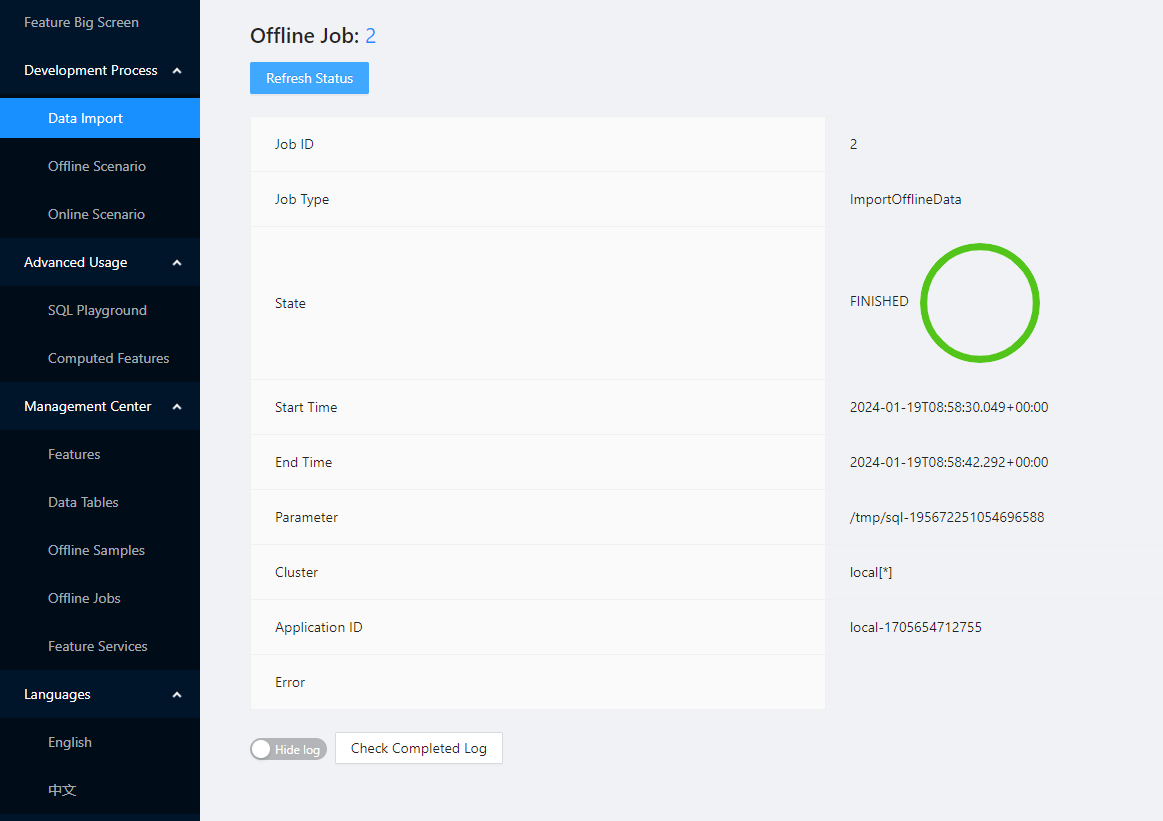 Feature Big Screen
Development Process
Data Import
Offline Scenario
Online Scenario
Advanced Usage
SQL Playground
Computed Features
Management Center
Features
Data Tables
Offline Samples
Offline Jobs
Feature Services
Languages
English
中文
Offline Job: 2
Refresh Status
Job ID 2
Job Type ImportOfflineData
State FINISHED
Start Time 2024-01-19T08:58:30.049+00:00
End Time 2024-01-19T08:58:42.292+00:00
Parameter /tmp/sql-195672251054696588
Cluster local[*]
Application ID local-1705654712755
Error
Hide log Check Completed Log